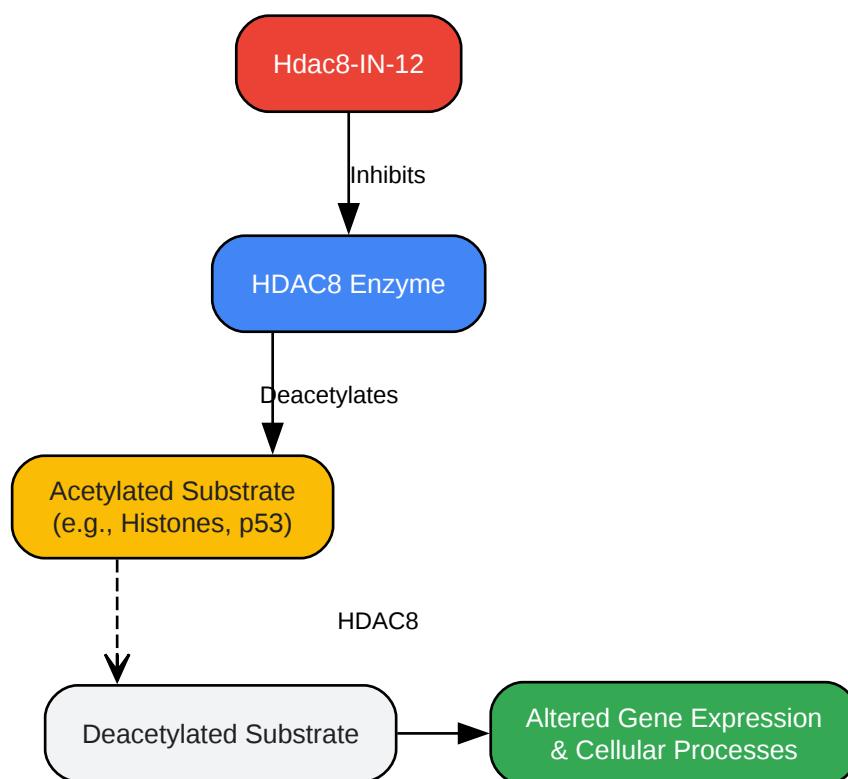 Hdac8-IN-12
Inhibits
HDAC8 Enzyme
Deacetylates
Acetylated Substrate
(e.g., Histones, p53)
HDAC8
Deacetylated Substrate
Altered Gene Expression
& Cellular Processes